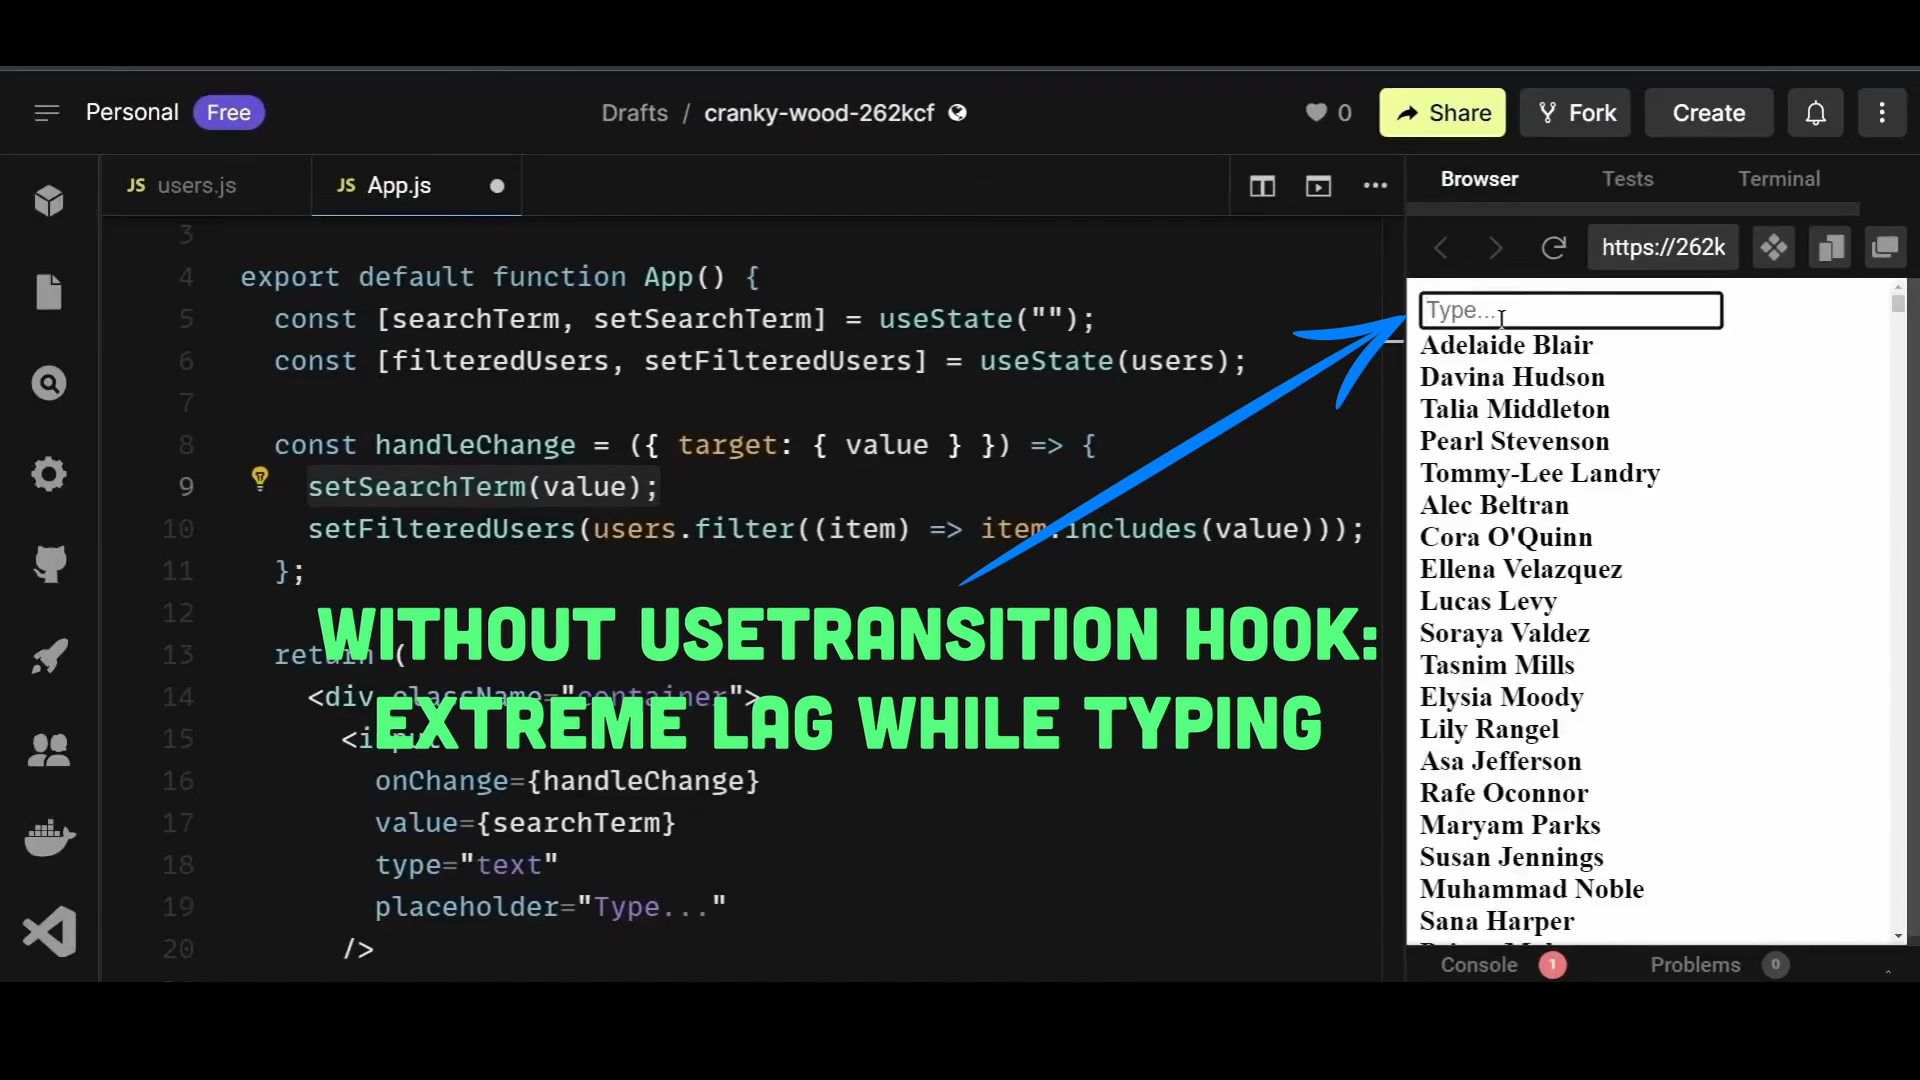 Personal Free
Drafts / cranky-wood-262kcf
0
Share
Fork
Create
JS users.js
JS App.js
Browser
Tests
Terminal
https://262k
3
4 export default function App() {
5 const [searchTerm, setSearchTerm] = useState("");
6 const [filteredUsers, setFilteredUsers] = useState(users);
7
8 const handleChange = ({ target: { value } }) => {
9 setSearchTerm(value);
10 setFilteredUsers(users.filter((item) => item.includes(value)));
11 };
12
13 return (
14 <div className="container">
15 <input
16 onChange={handleChange}
17 value={searchTerm}
18 type="text"
19 placeholder="Type..."
20 />
WITHOUT USETRANSITION HOOK:
EXTREME LAG WHILE TYPING
Type...
Adelaide Blair
Davina Hudson
Talia Middleton
Pearl Stevenson
Tommy-Lee Landry
Alec Beltran
Cora O'Quinn
Ellena Velazquez
Lucas Levy
Soraya Valdez
Tasnim Mills
Elysia Moody
Lily Rangel
Asa Jefferson
Rafe Oconnor
Maryam Parks
Susan Jennings
Muhammad Noble
Sana Harper
Console 1
Problems 0